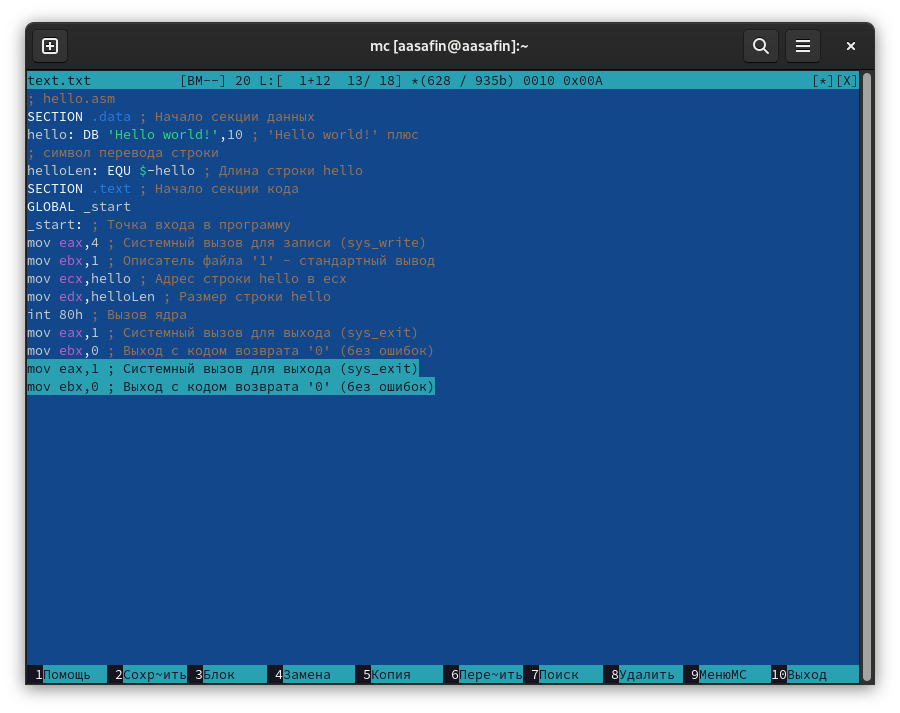 mc [aasafin@aasafin]:~
text.txt [BM--] 20 L:[ 1+12 13/ 18] *(628 / 935b) 0010 0x00A [*][X]
; hello.asm
SECTION .data ; Начало секции данных
hello: DB 'Hello world!',10 ; 'Hello world!' плюс
; символ перевода строки
helloLen: EQU $-hello ; Длина строки hello
SECTION .text ; Начало секции кода
GLOBAL _start
_start: ; Точка входа в программу
mov eax,4 ; Системный вызов для записи (sys_write)
mov ebx,1 ; Описатель файла '1' - стандартный вывод
mov ecx,hello ; Адрес строки hello в ecx
mov edx,helloLen ; Размер строки hello
int 80h ; Вызов ядра
mov eax,1 ; Системный вызов для выхода (sys_exit)
mov ebx,0 ; Выход с кодом возврата '0' (без ошибок)
mov eax,1 ; Системный вызов для выхода (sys_exit)
mov ebx,0 ; Выход с кодом возврата '0' (без ошибок)
1Помощь 2Сохр~ить 3Блок 4Замена 5Копия 6Пере~ить 7Поиск 8Удалить 9МенюMC 10Выход